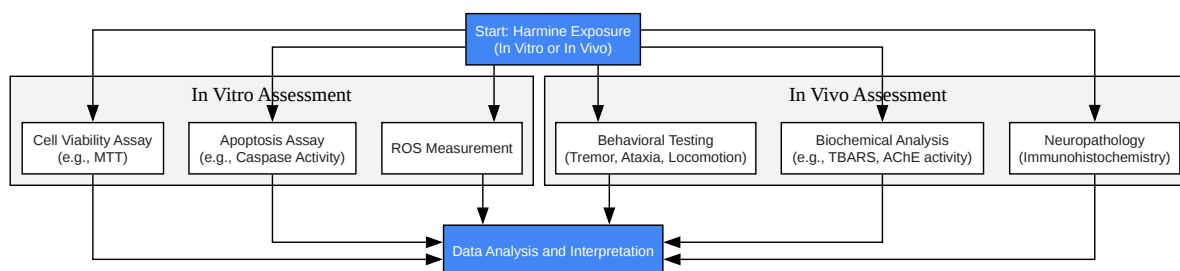 Start: Harmine Exposure
(In Vitro or In Vivo)
In Vitro Assessment
In Vivo Assessment
Cell Viability Assay
(e.g., MTT)
Apoptosis Assay
(e.g., Caspase Activity)
ROS Measurement
Behavioral Testing
(Tremor, Ataxia, Locomotion)
Biochemical Analysis
(e.g., TBARS, AChE activity)
Neuropathology
(Immunohistochemistry)
Data Analysis and Interpretation